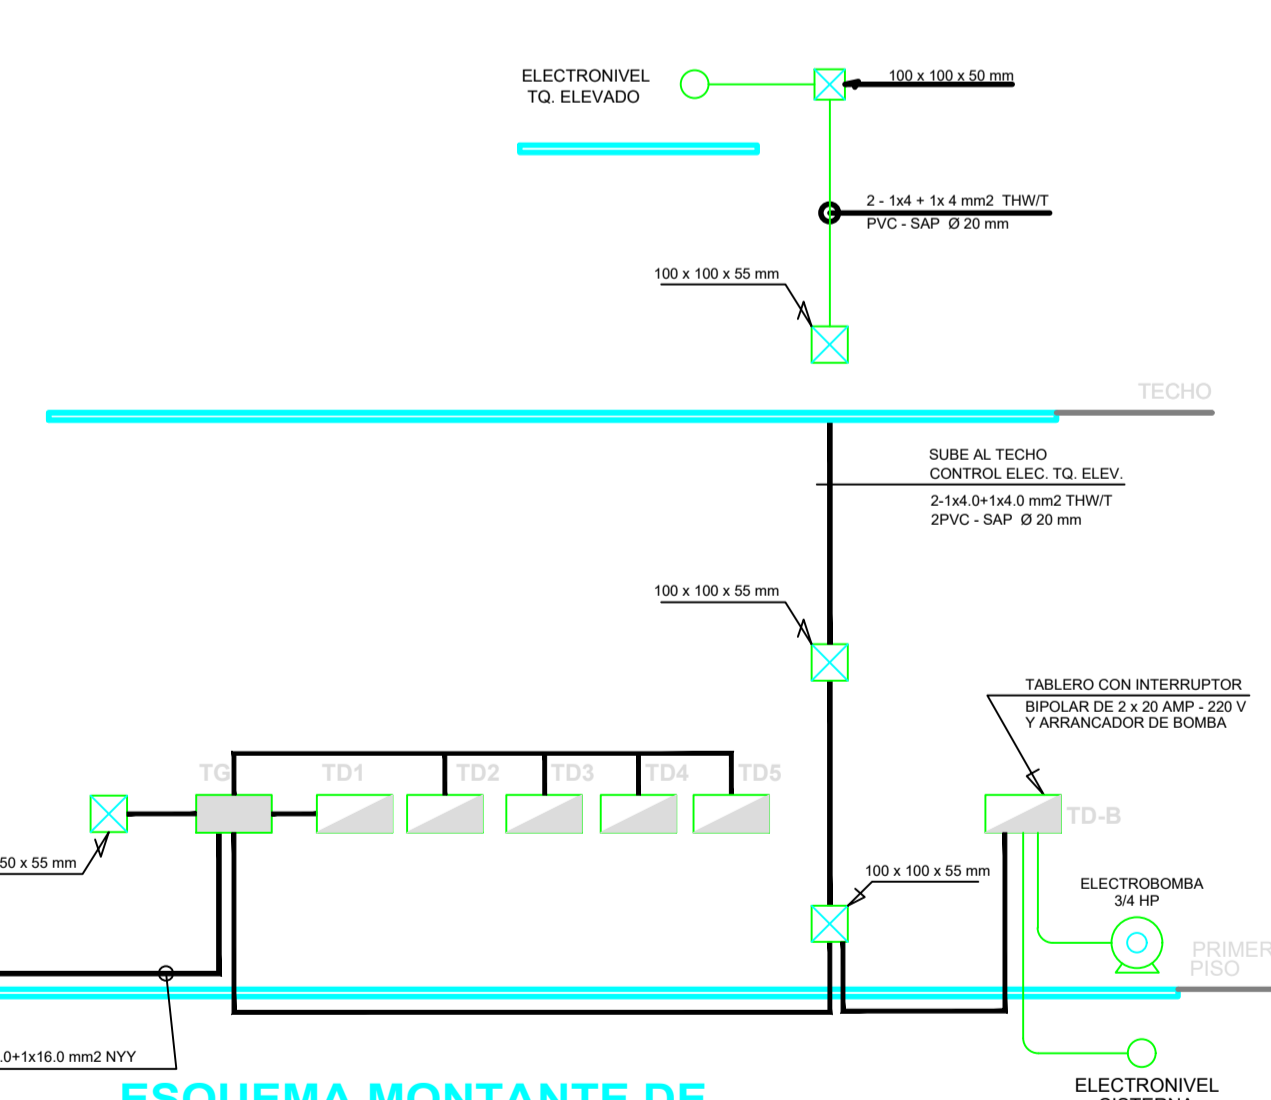 ELECTRONIVEL
TQ. ELEVADO
100 x 100 x 50 mm
2 - 1x4 + 1x 4 mm2 THW/T
PVC - SAP Ø 20 mm
100 x 100 x 55 mm
TECHO
SUBE AL TECHO
CONTROL ELEC. TQ. ELEV.
2-1x4.0+1x4.0 mm2 THW/T
2PVC - SAP Ø 20 mm
100 x 100 x 55 mm
TABLERO CON INTERRUPTOR
BIPOLAR DE 2 x 20 AMP - 220 V
Y ARRANCADOR DE BOMBA
TG
TD1
TD2
TD3
TD4
TD5
TD-B
50 x 55 mm
100 x 100 x 55 mm
ELECTROBOMBA
3/4 HP
PRIMER
PISO
.0+1x16.0 mm2 NYY
ESQUEMA MONTANTE DE
ELECTRONIVEL
CISTERNA